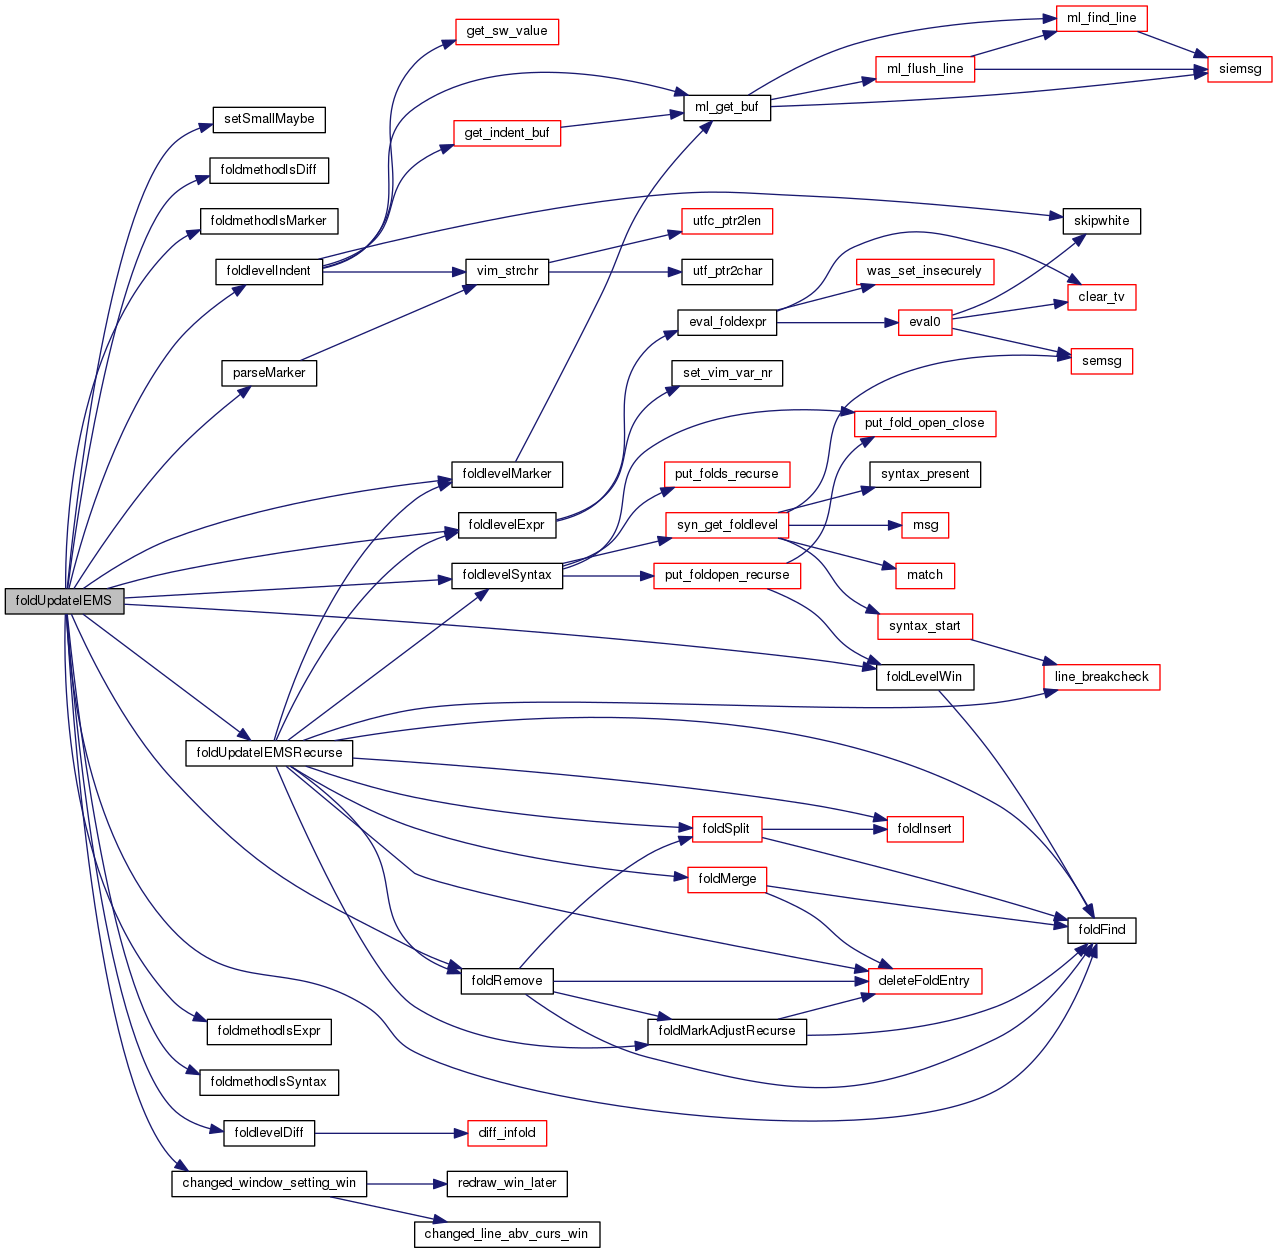 ml_find_line
get_sw_value
ml_flush_line
siemsg
ml_get_buf
setSmallMaybe
get_indent_buf
foldmethodIsDiff
foldmethodIsMarker
utfc_ptr2len
skipwhite
foldlevelIndent
vim_strchr
utf_ptr2char
was_set_insecurely
clear_tv
eval_foldexpr
eval0
semsg
parseMarker
set_vim_var_nr
put_fold_open_close
foldlevelMarker
put_folds_recurse
syntax_present
foldlevelExpr
syn_get_foldlevel
msg
foldlevelSyntax
put_foldopen_recurse
match
foldUpdateIEMS
syntax_start
foldLevelWin
line_breakcheck
foldUpdateIEMSRecurse
foldSplit
foldInsert
foldMerge
foldFind
foldRemove
deleteFoldEntry
foldmethodIsExpr
foldMarkAdjustRecurse
foldmethodIsSyntax
foldlevelDiff
diff_infold
changed_window_setting_win
redraw_win_later
changed_line_abv_curs_win